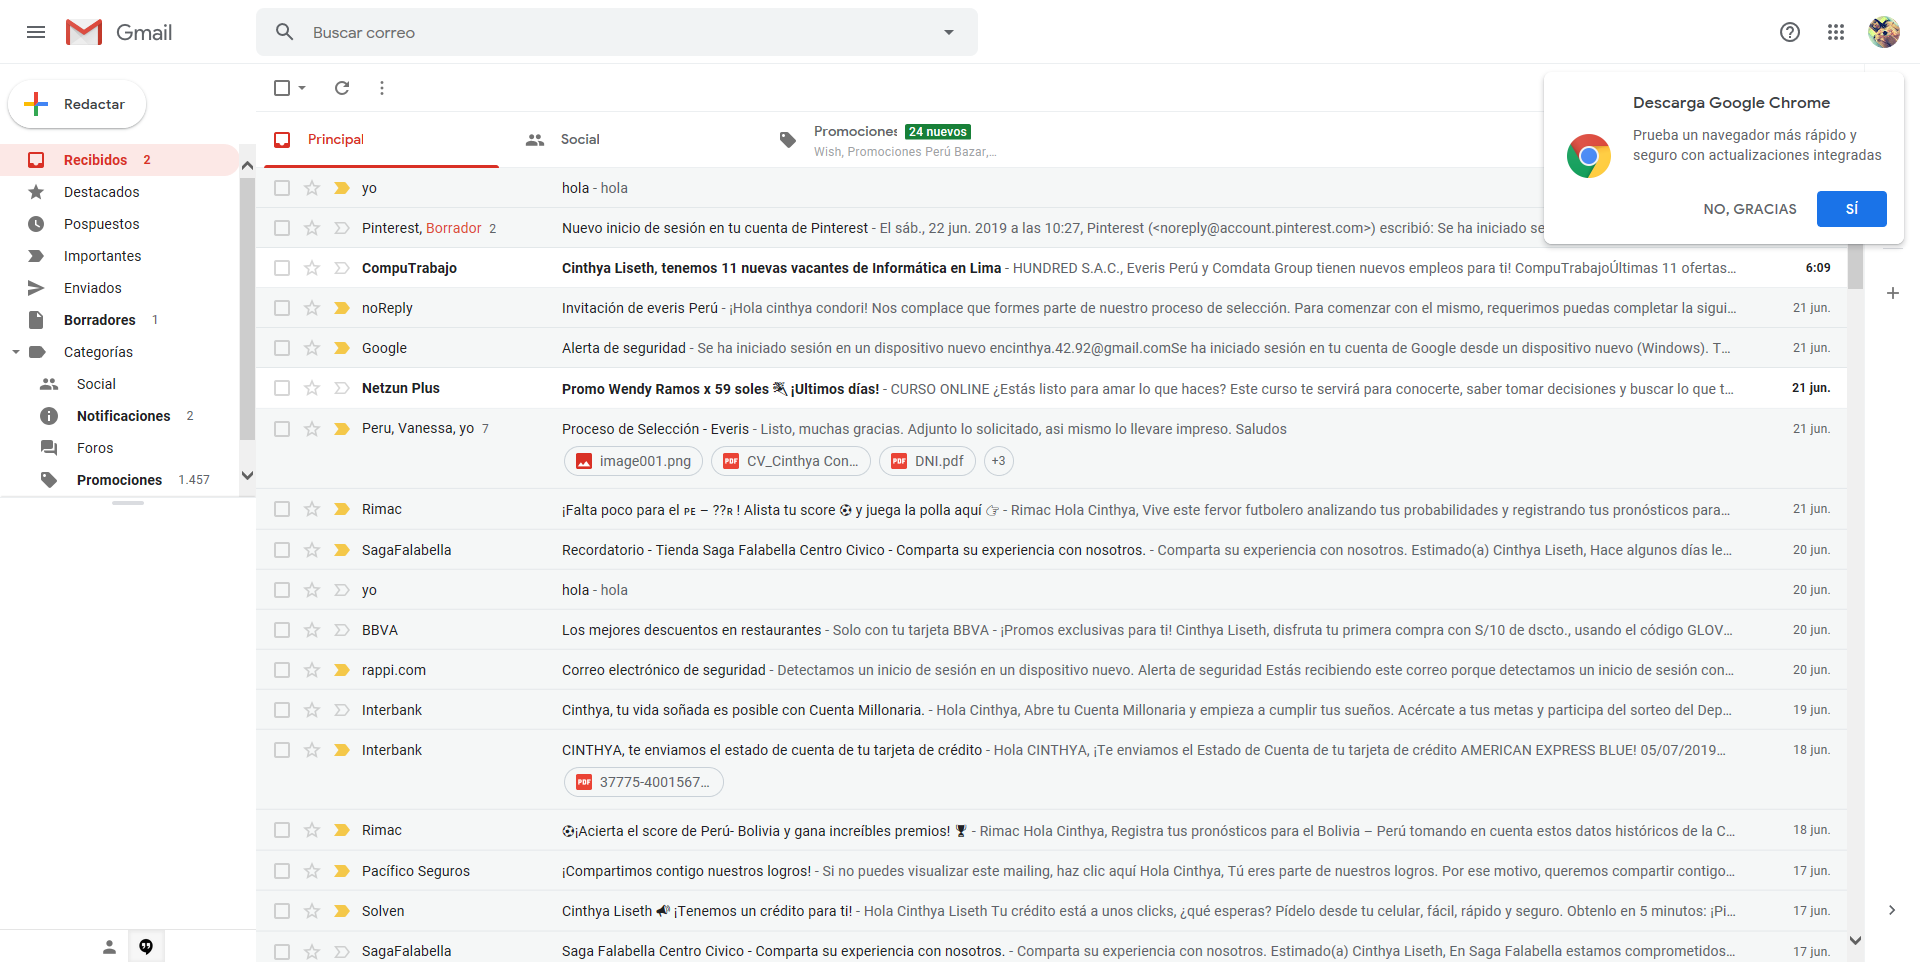 Gmail
Buscar correo
Redactar
Recibidos 2
Destacados
Pospuestos
Importantes
Enviados
Borradores 1
Categorías
Social
Notificaciones 2
Foros
Promociones 1.457
Principal
Social
Promociones 24 nuevos
Wish, Promociones Perú Bazar,...
Descarga Google Chrome
Prueba un navegador más rápido y
seguro con actualizaciones integradas
NO, GRACIAS SÍ
yo hola - hola
Pinterest, Borrador 2 Nuevo inicio de sesión en tu cuenta de Pinterest - El sáb., 22 jun. 2019 a las 10:27, Pinterest (<noreply@account.pinterest.com>) escribió: Se ha iniciado se
CompuTrabajo Cinthya Liseth, tenemos 11 nuevas vacantes de Informática en Lima - HUNDRED S.A.C., Everis Perú y Comdata Group tienen nuevos empleos para ti! CompuTrabajoÚltimas 11 ofertas... 6:09
noReply Invitación de everis Perú - ¡Hola cinthya condori! Nos complace que formes parte de nuestro proceso de selección. Para comenzar con el mismo, requerimos puedas completar la sigui... 21 jun.
Google Alerta de seguridad - Se ha iniciado sesión en un dispositivo nuevo encinthya.42.92@gmail.comSe ha iniciado sesión en tu cuenta de Google desde un dispositivo nuevo (Windows). T... 21 jun.
Netzun Plus Promo Wendy Ramos x 59 soles ¡Ultimos días! - CURSO ONLINE ¿Estás listo para amar lo que haces? Este curso te servirá para conocerte, saber tomar decisiones y buscar lo que t... 21 jun.
Peru, Vanessa, yo 7 Proceso de Selección - Everis - Listo, muchas gracias. Adjunto lo solicitado, asi mismo lo llevare impreso. Saludos 21 jun.
image001.png PDF CV_Cinthya Con... PDF DNI.pdf +3
Rimac ¡Falta poco para el ᴘᴇ – ??ʀ ! Alista tu score ⚽ y juega la polla aquí 👉 - Rimac Hola Cinthya, Vive este fervor futbolero analizando tus probabilidades y registrando tus pronósticos para... 21 jun.
SagaFalabella Recordatorio - Tienda Saga Falabella Centro Civico - Comparta su experiencia con nosotros. - Comparta su experiencia con nosotros. Estimado(a) Cinthya Liseth, Hace algunos días le... 20 jun.
yo hola - hola 20 jun.
BBVA Los mejores descuentos en restaurantes - Solo con tu tarjeta BBVA - ¡Promos exclusivas para ti! Cinthya Liseth, disfruta tu primera compra con S/10 de dscto., usando el código GLOV... 20 jun.
rappi.com Correo electrónico de seguridad - Detectamos un inicio de sesión en un dispositivo nuevo. Alerta de seguridad Estás recibiendo este correo porque detectamos un inicio de sesión con... 20 jun.
Interbank Cinthya, tu vida soñada es posible con Cuenta Millonaria. - Hola Cinthya, Abre tu Cuenta Millonaria y empieza a cumplir tus sueños. Acércate a tus metas y participa del sorteo del Dep... 19 jun.
Interbank CINTHYA, te enviamos el estado de cuenta de tu tarjeta de crédito - Hola CINTHYA, ¡Te enviamos el Estado de Cuenta de tu tarjeta de crédito AMERICAN EXPRESS BLUE! 05/07/2019... 18 jun.
PDF 37775-4001567...
Rimac ⚽¡Acierta el score de Perú- Bolivia y gana increíbles premios! 🏆 - Rimac Hola Cinthya, Registra tus pronósticos para el Bolivia – Perú tomando en cuenta estos datos históricos de la C... 18 jun.
Pacífico Seguros ¡Compartimos contigo nuestros logros! - Si no puedes visualizar este mailing, haz clic aquí Hola Cinthya, Tú eres parte de nuestros logros. Por ese motivo, queremos compartir contigo... 17 jun.
Solven Cinthya Liseth 📣 ¡Tenemos un crédito para ti! - Hola Cinthya Liseth Tu crédito está a unos clicks, ¿qué esperas? Pídelo desde tu celular, fácil, rápido y seguro. Obtenlo en 5 minutos: ¡Pi... 17 jun.
SagaFalabella Saga Falabella Centro Civico - Comparta su experiencia con nosotros. - Comparta su experiencia con nosotros. Estimado(a) Cinthya Liseth, En Saga Falabella estamos comprometidos... 17 jun.